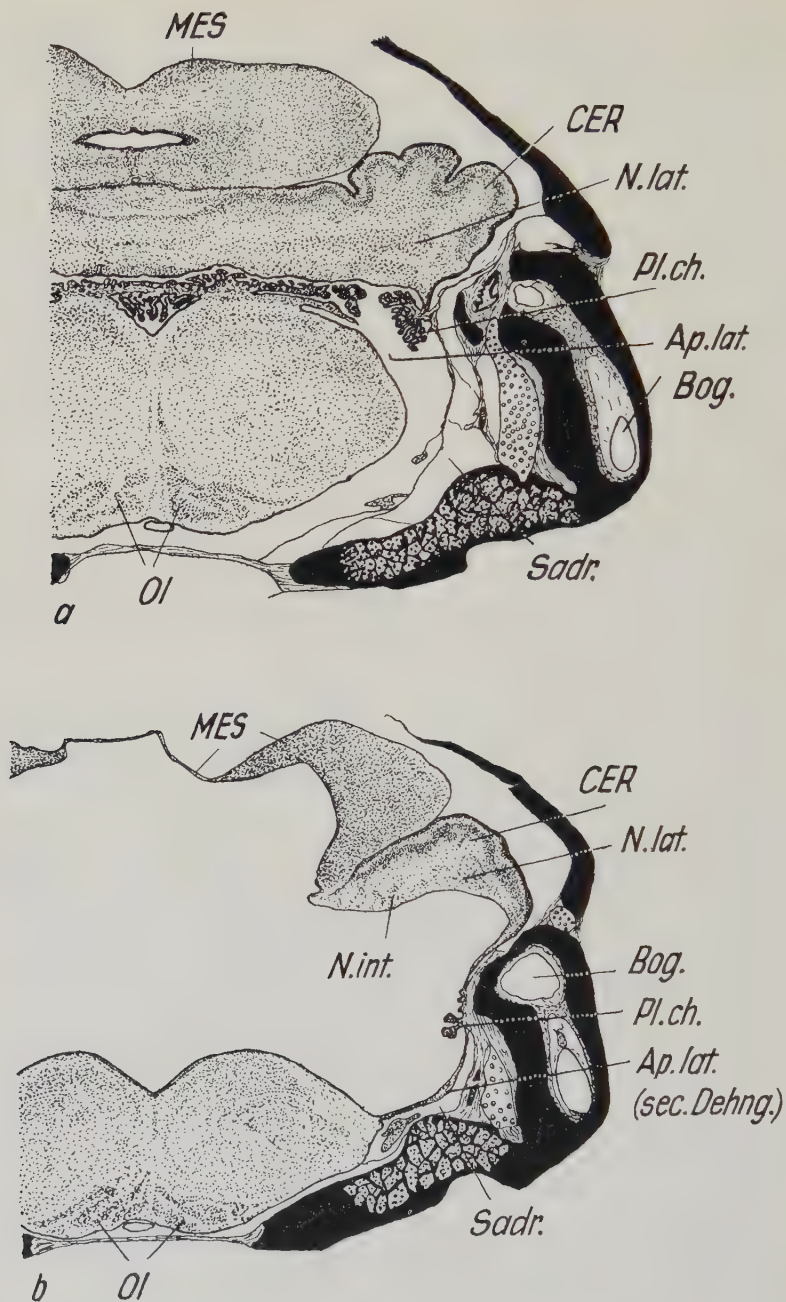 MES
CER
N.lat.
Pl.ch.
Ap.lat.
Bog.
Sadr.
Ol
a
MES
CER
N.lat.
N.int.
Bog.
Pl.ch.
Ap.lat.
(sec.Dehng.)
Sadr.
b
Ol